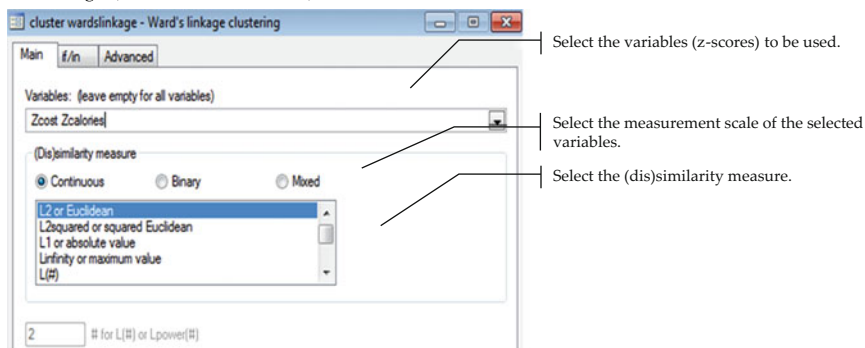 cluster wardslinkage - Ward's linkage clustering
Main if/in Advanced
Variables: (leave empty for all variables)
Zcost Zcalories
(Dis)similarity measure
Continuous Binary Mixed
L2 or Euclidean
L2squared or squared Euclidean
L1 or absolute value
Linfinity or maximum value
L(#)
2 # for L(#) or Lpower(#)
Select the variables (z-scores) to be used.
Select the measurement scale of the selected
variables.
Select the (dis)similarity measure.